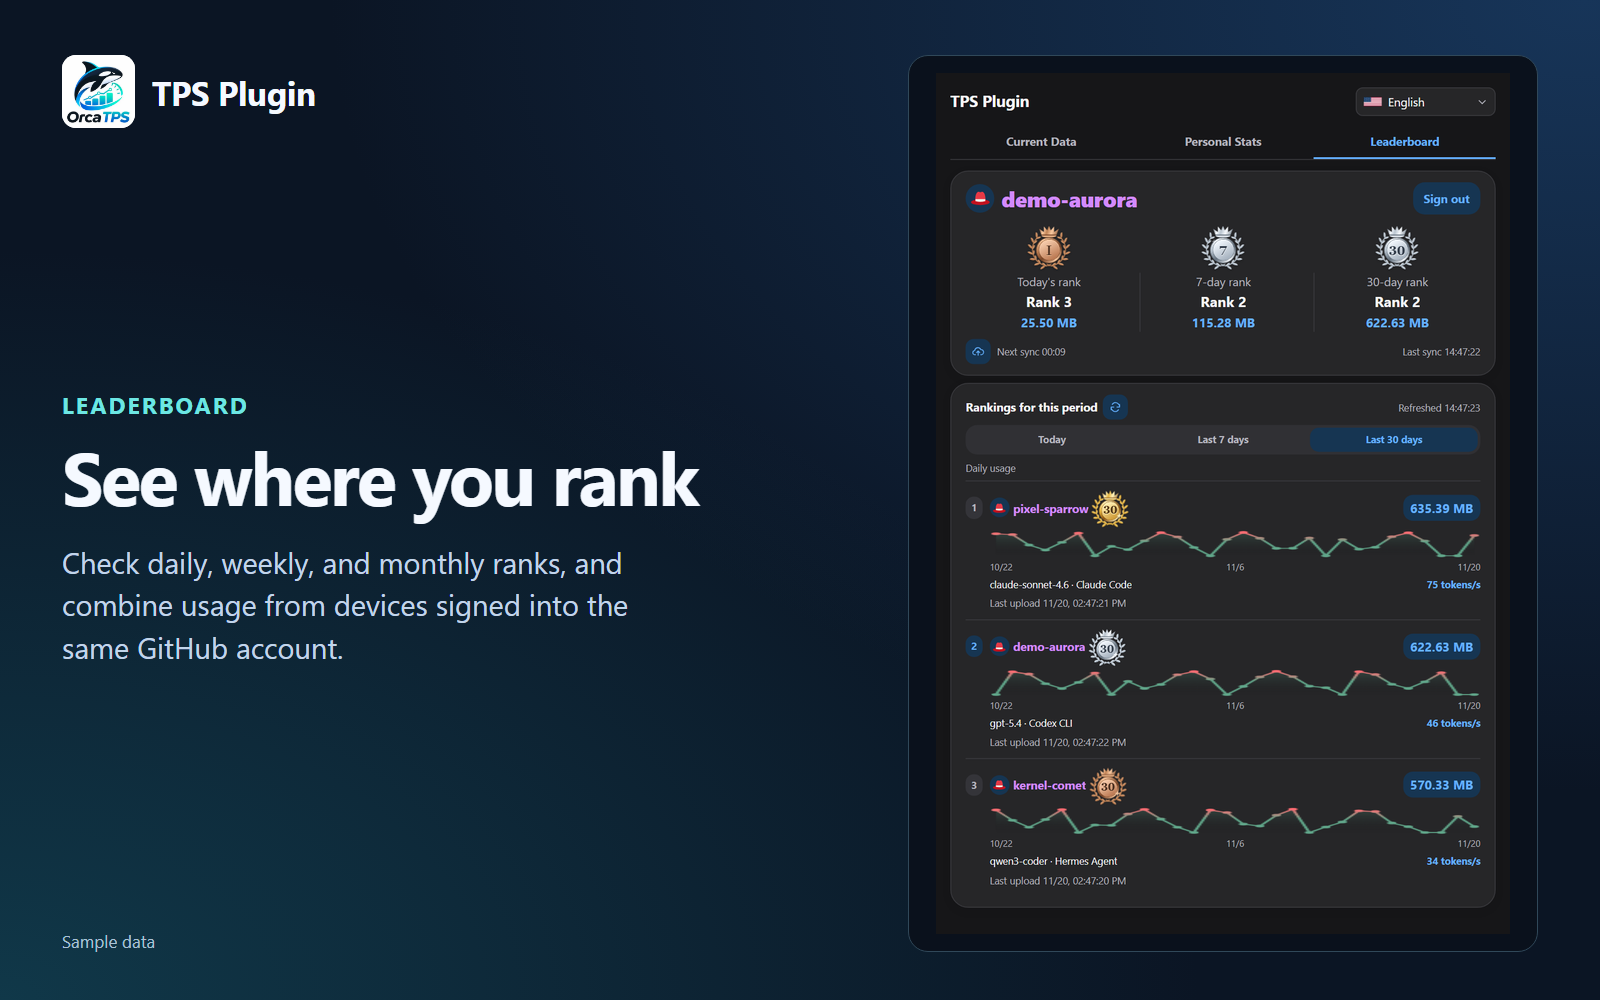 OrcaTPS
TPS Plugin
LEADERBOARD
See where you rank
Check daily, weekly, and monthly ranks, and
combine usage from devices signed into the
same GitHub account.
Sample data
TPS Plugin
English
Current Data
Personal Stats
Leaderboard
demo-aurora
Sign out
1
7
30
Today's rank
7-day rank
30-day rank
Rank 3
Rank 2
Rank 2
25.50 MB
115.28 MB
622.63 MB
Next sync 00:09
Last sync 14:47:22
Rankings for this period
Refreshed 14:47:23
Today
Last 7 days
Last 30 days
Daily usage
1
pixel-sparrow
30
635.39 MB
10/22
11/6
11/20
claude-sonnet-4.6 · Claude Code
75 tokens/s
Last upload 11/20, 02:47:21 PM
2
demo-aurora
30
622.63 MB
10/22
11/6
11/20
gpt-5.4 · Codex CLI
46 tokens/s
Last upload 11/20, 02:47:22 PM
3
kernel-comet
30
570.33 MB
10/22
11/6
11/20
qwen3-coder · Hermes Agent
34 tokens/s
Last upload 11/20, 02:47:20 PM